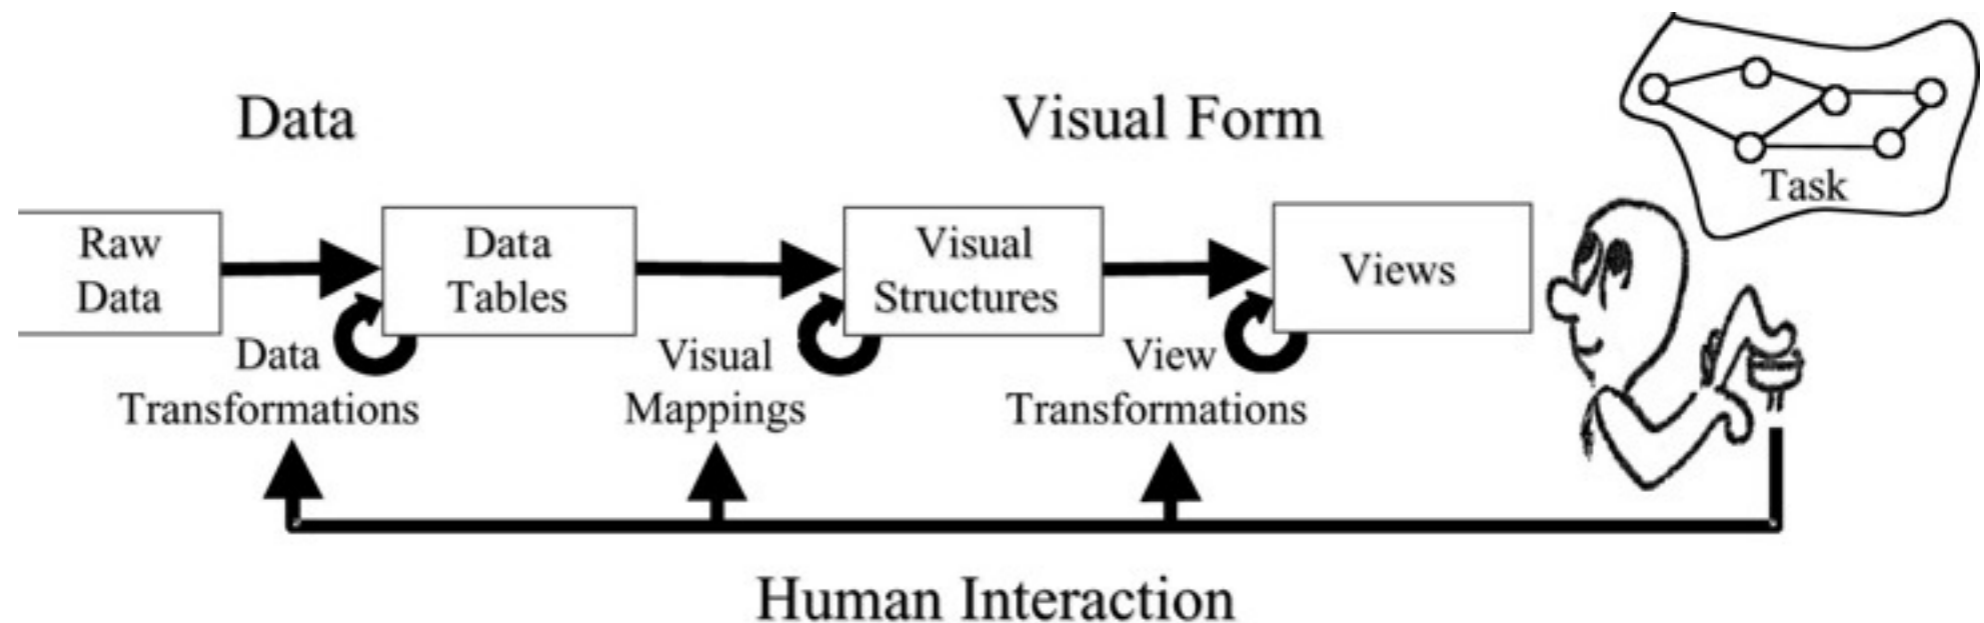 Data
Visual Form
Task
Raw
Data
Data
Tables
Visual
Structures
Views
Data
Transformations
Visual
Mappings
View
Transformations
Human Interaction